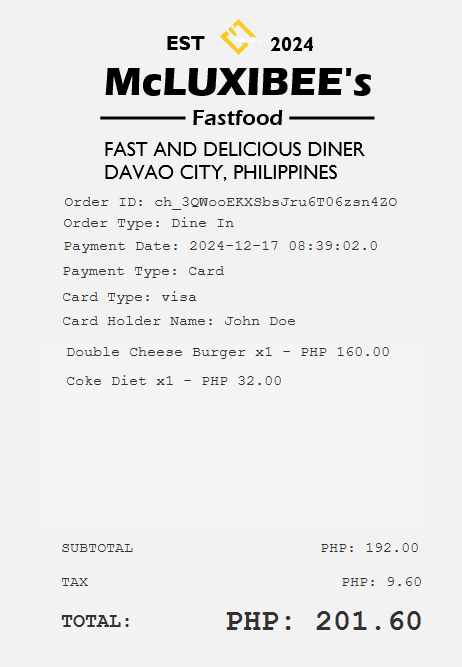 EST 2024
McLUXIBEE's
Fastfood
FAST AND DELICIOUS DINER
DAVAO CITY, PHILIPPINES
Order ID: ch_3QWooEKXSbsJru6T06zsn4ZO
Order Type: Dine In
Payment Date: 2024-12-17 08:39:02.0
Payment Type: Card
Card Type: visa
Card Holder Name: John Doe
Double Cheese Burger x1 - PHP 160.00
Coke Diet x1 - PHP 32.00
SUBTOTAL PHP: 192.00
TAX PHP: 9.60
TOTAL: PHP: 201.60